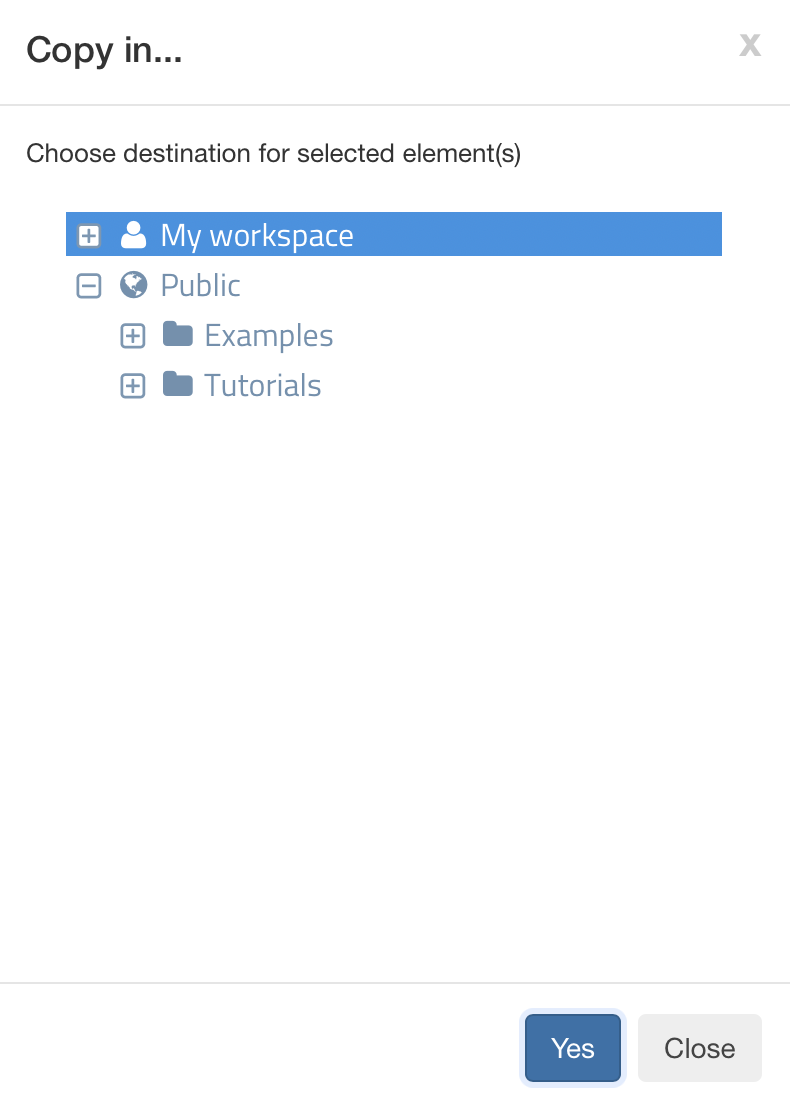 Copy in...
x
Choose destination for selected element(s)
My workspace
Public
Examples
Tutorials
Yes Close